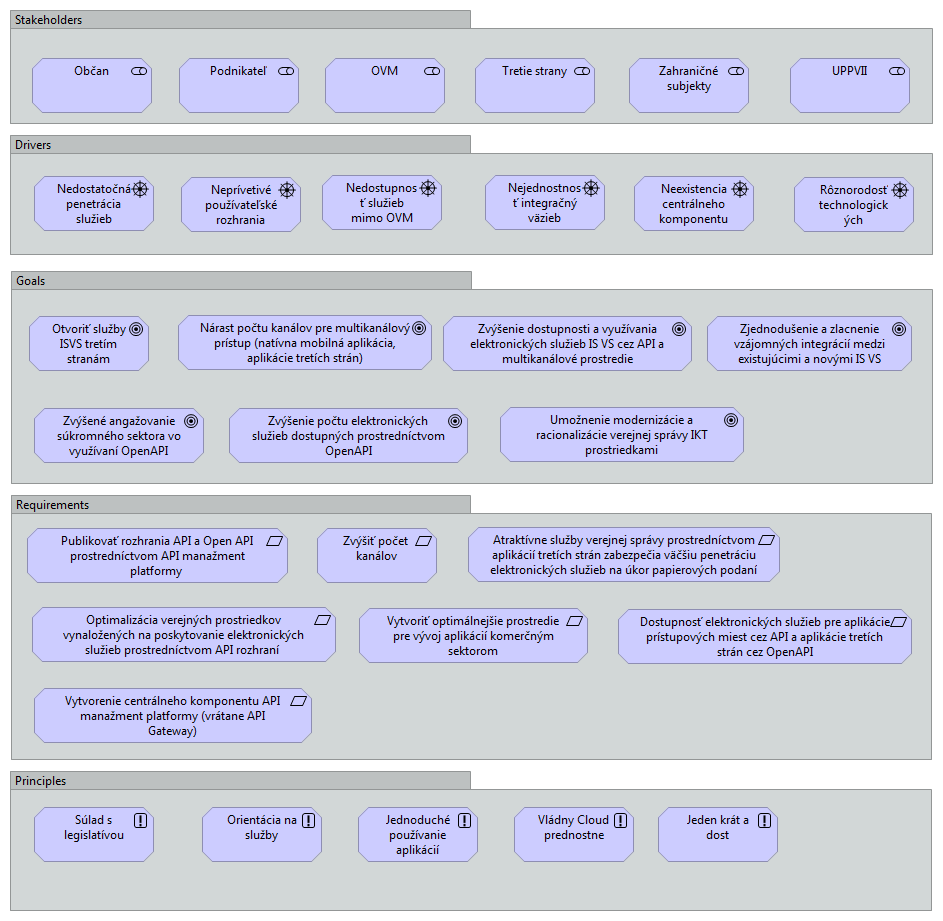 Stakeholders
Občan
Podnikateľ
OVM
Tretie strany
Zahraničné
subjekty
UPPVII
Drivers
Nedostatočná
penetrácia
služieb
Neprívetivé
používateľské
rozhrania
Nedostupnos
ť služieb
mimo OVM
Nejednostnos
ť integračný
väzieb
Neexistencia
centrálneho
komponentu
Rôznorodosť
technologick
ých
Goals
Otvoriť služby
ISVS tretím
stranám
Nárast počtu kanálov pre multikanálový
prístup (natívna mobilná aplikácia,
aplikácie tretích strán)
Zvýšenie dostupnosti a využívania
elektronických služieb IS VS cez API a
multikanálové prostredie
Zjednodušenie a zlacnenie
vzájomných integrácií medzi
existujúcimi a novými IS VS
Zvýšené angažovanie
súkromného sektora vo
využívaní OpenAPI
Zvýšenie počtu elektronických
služieb dostupných prostredníctvom
OpenAPI
Umožnenie modernizácie a
racionalizácie verejnej správy IKT
prostriedkami
Requirements
Publikovať rozhrania API a Open API
prostredníctvom API manažment
platformy
Zvýšiť počet
kanálov
Atraktívne služby verejnej správy prostredníctvom
aplikácií tretích strán zabezpečia väčšiu penetráciu
elektronických služieb na úkor papierových podaní
Optimalizácia verejných prostriedkov
vynaložených na poskytovanie elektronických
služieb prostredníctvom API rozhraní
Vytvoriť optimálnejšie prostredie
pre vývoj aplikácií komerčným
sektorom
Dostupnosť elektronických služieb pre aplikácie
prístupových miest cez API a aplikácie tretích
strán cez OpenAPI
Vytvorenie centrálneho komponentu API
manažment platformy (vrátane API
Gateway)
Principles
Súlad s
legislatívou
Orientácia na
služby
Jednoduché
používanie
aplikácií
Vládny Cloud
prednostne
Jeden krát a
dosť